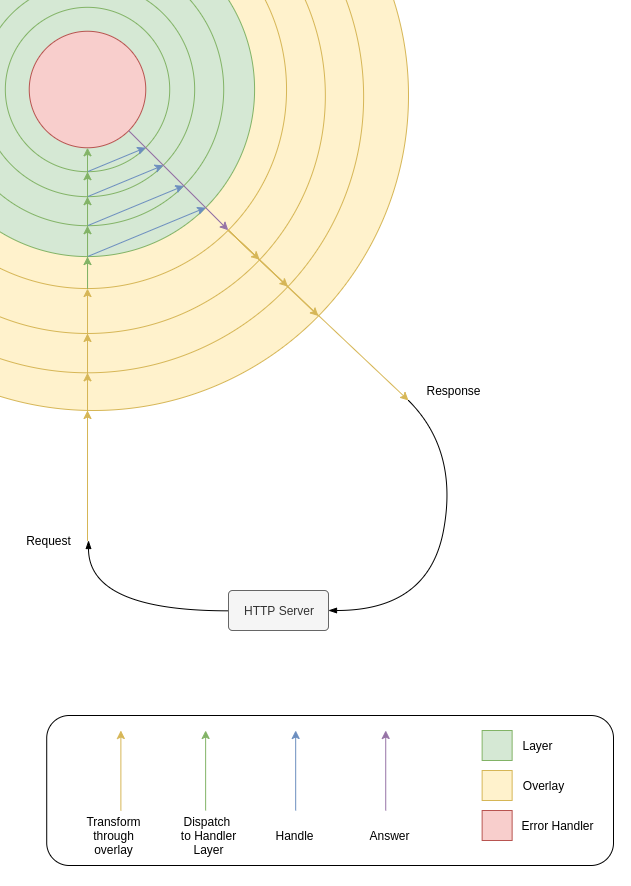 Response
Request
HTTP Server
Transform
through
overlay
Dispatch
to Handler
Layer
Handle
Answer
Layer
Overlay
Error Handler